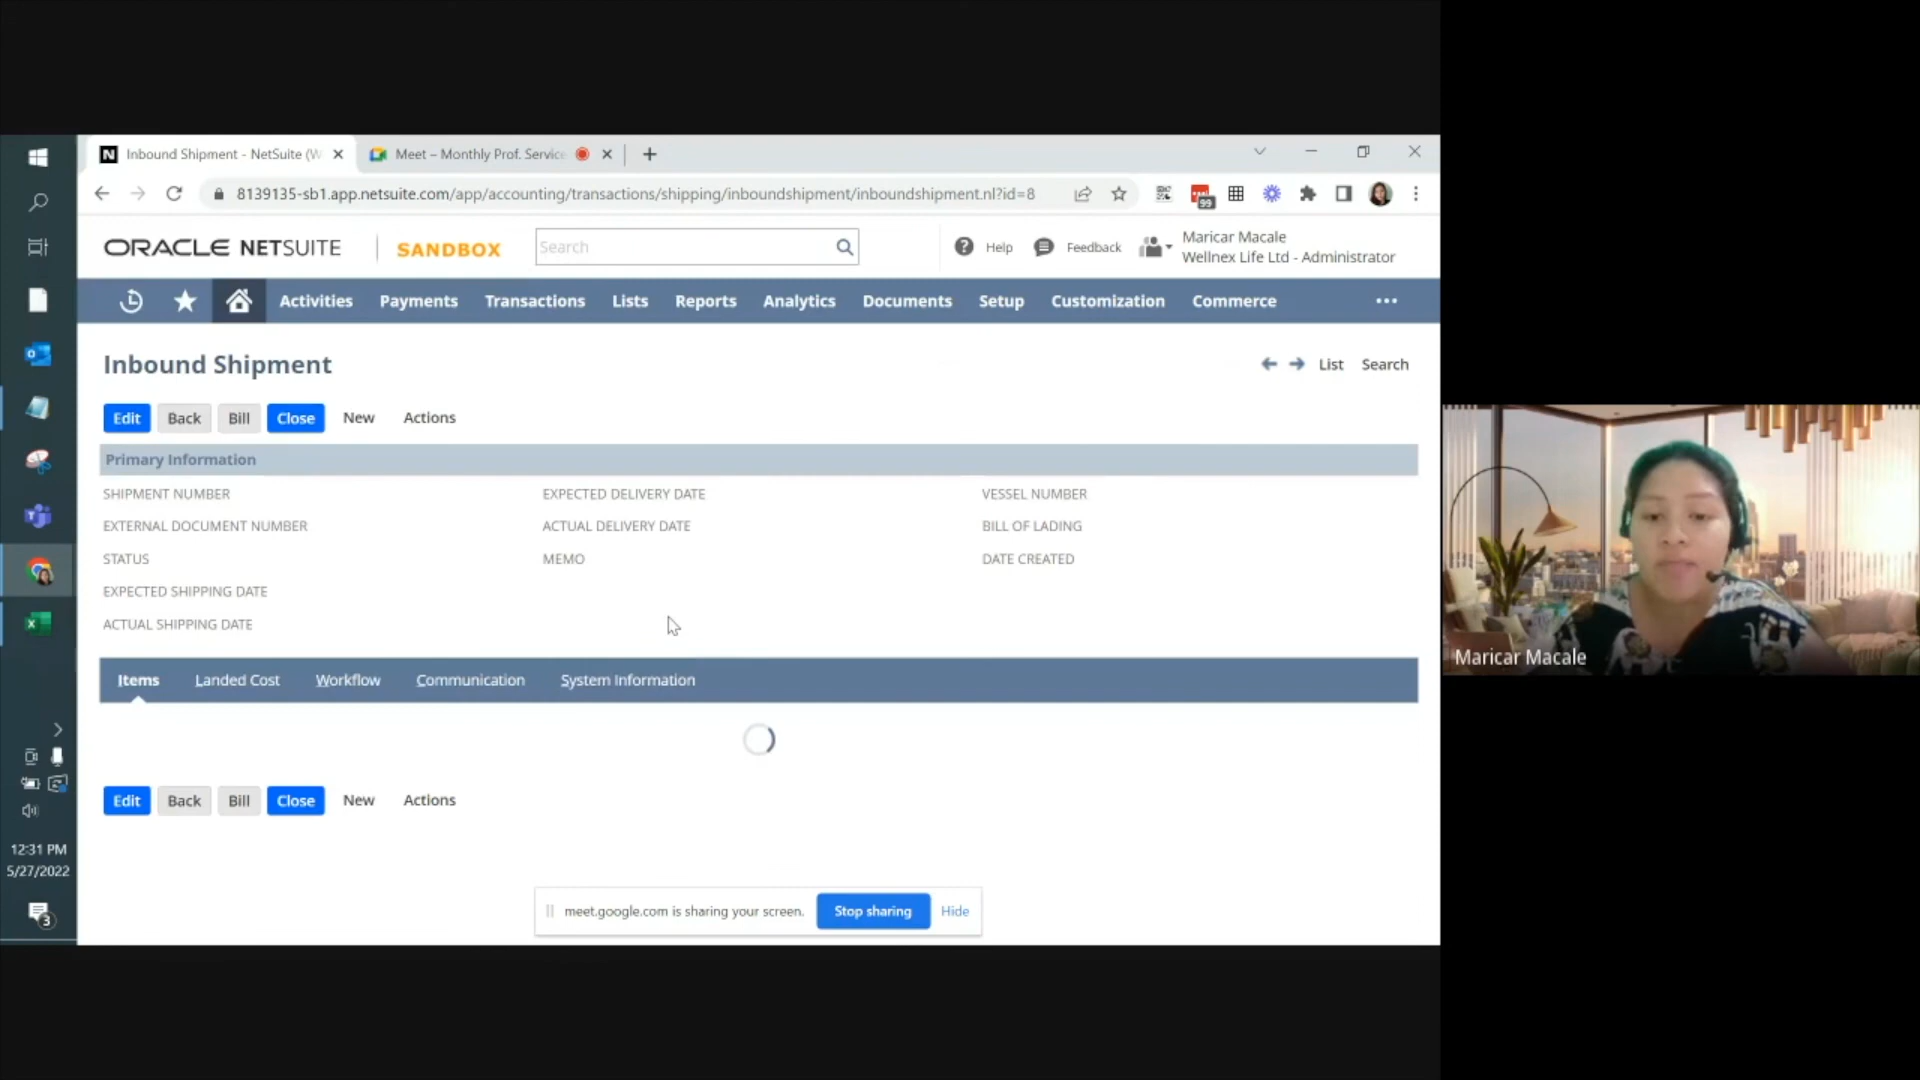 Inbound Shipment - NetSuite (W
Meet – Monthly Prof. Service
8139135-sb1.app.netsuite.com/app/accounting/transactions/shipping/inboundshipment/inboundshipment.nl?id=8
99
ORACLE NETSUITE
SANDBOX
Search
Help
Feedback
Maricar Macale
Wellnex Life Ltd - Administrator
Activities
Payments
Transactions
Lists
Reports
Analytics
Documents
Setup
Customization
Commerce
Inbound Shipment
List
Search
Edit
Back
Bill
Close
New
Actions
Primary Information
SHIPMENT NUMBER
EXTERNAL DOCUMENT NUMBER
STATUS
EXPECTED SHIPPING DATE
ACTUAL SHIPPING DATE
EXPECTED DELIVERY DATE
ACTUAL DELIVERY DATE
MEMO
VESSEL NUMBER
BILL OF LADING
DATE CREATED
Items
Landed Cost
Workflow
Communication
System Information
Edit
Back
Bill
Close
New
Actions
meet.google.com is sharing your screen.
Stop sharing
Hide
12:31 PM
5/27/2022
3
Maricar Macale